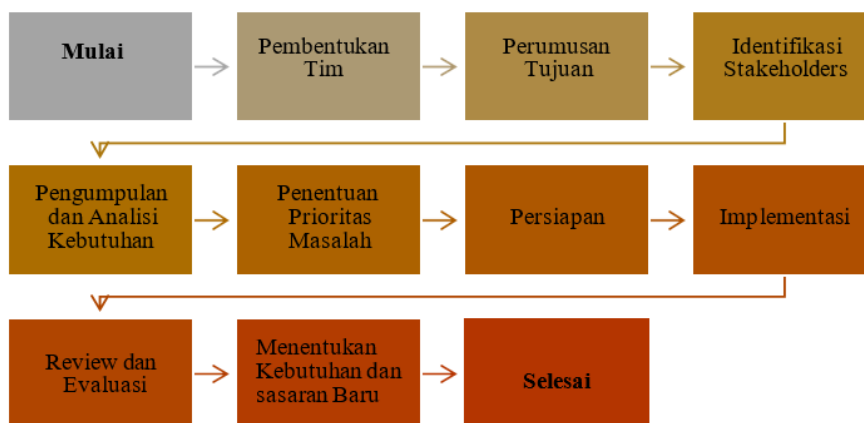 Mulai
Pembentukan
Tim
Perumusan
Tujuan
Identifikasi
Stakeholders
Pengumpulan
dan Analisi
Kebutuhan
Penentuan
Prioritas
Masalah
Persiapan
Implementasi
Review dan
Evaluasi
Menentukan
Kebutuhan dan
sasaran Baru
Selesai